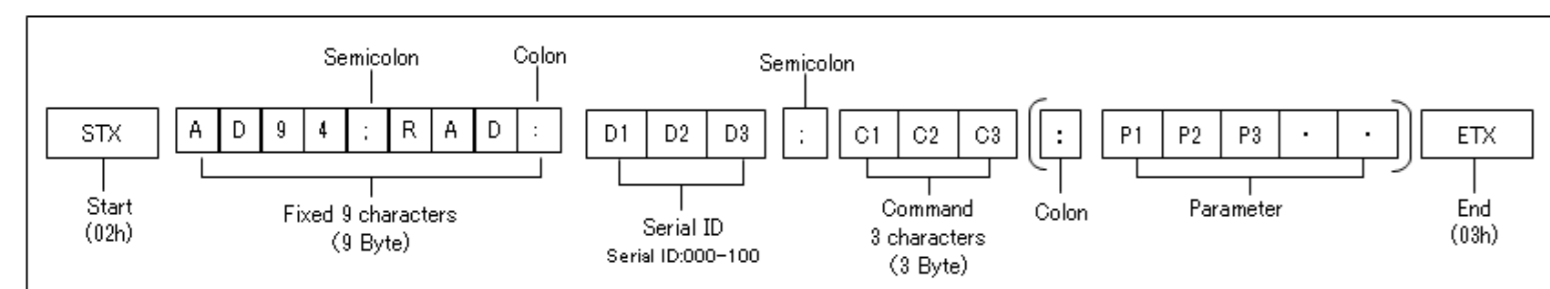 Semicolon Colon Semicolon
STX A D 9 4 ; R A D : D1 D2 D3 ; C1 C2 C3 ( : P1 P2 P3 · · ) ETX
Start
(02h)
Fixed 9 characters
(9 Byte)
Serial ID
Serial ID:000-100
Command
3 characters
(3 Byte)
Colon
Parameter
End
(03h)